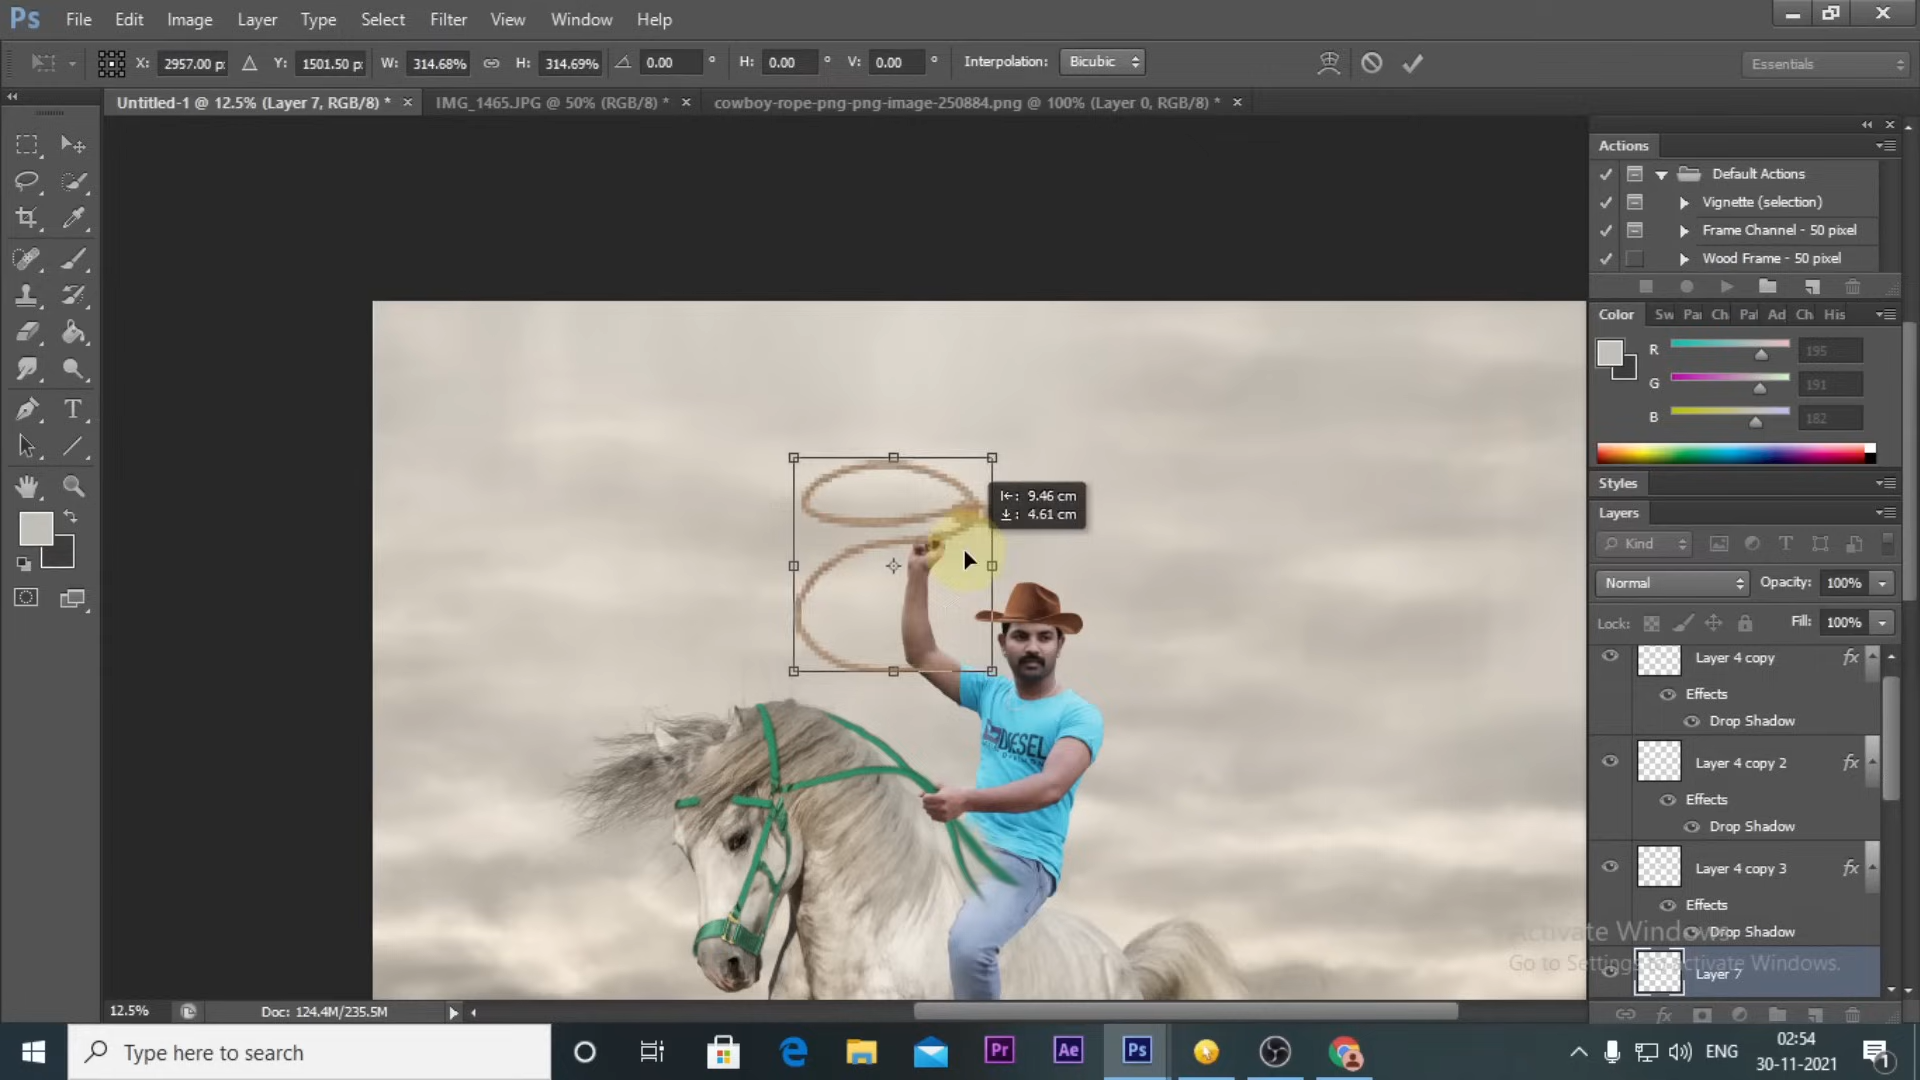 Ps File Edit Image Layer Type Select Filter View Window Help
X: 2957.00 p Y: 1501.50 p W: 314.68% H: 314.69% 0.00 ° H: 0.00 ° V: 0.00 ° Interpolation: Bicubic Essentials
Untitled-1 @ 12.5% (Layer 7, RGB/8) * × IMG_1465.JPG @ 50% (RGB/8) * × cowboy-rope-png-png-image-250884.png @ 100% (Layer 0, RGB/8) * ×
Actions
Default Actions
Vignette (selection)
Frame Channel - 50 pixel
Wood Frame - 50 pixel
Color Sw Pai Ch Pal Ad Ch His
R 195
G 191
B 182
Styles
Layers
Kind
Normal Opacity: 100%
Lock: Fill: 100%
Layer 4 copy fx
Effects
Drop Shadow
Layer 4 copy 2 fx
Effects
Drop Shadow
Layer 4 copy 3 fx
Effects
Drop Shadow
Layer 7
9.46 cm
4.61 cm
DIESEL
Activate Windows
Go to Settings to activate Windows.
12.5% Doc: 124.4M/235.5M
Type here to search
Pr Ae Ps
ENG
02:54
30-11-2021
1